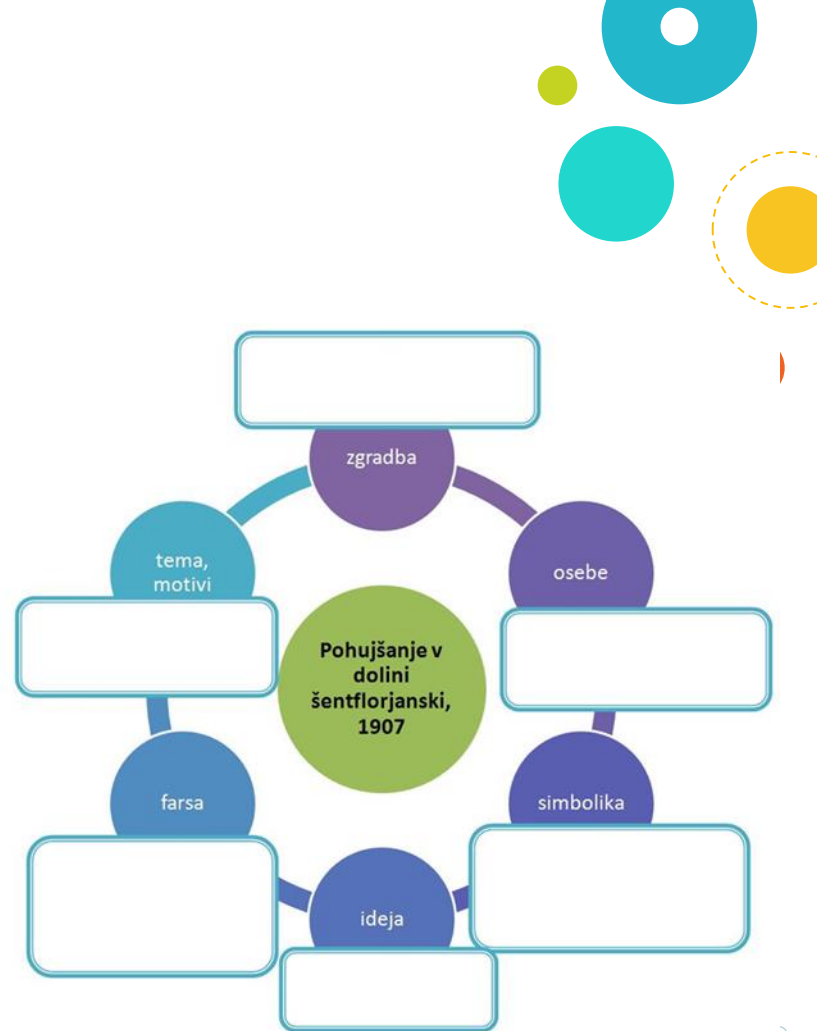 zgradba
tema,
motivi
osebe
Pohujšanje v
dolini
šentflorjanski,
1907
farsa
simbolika
ideja